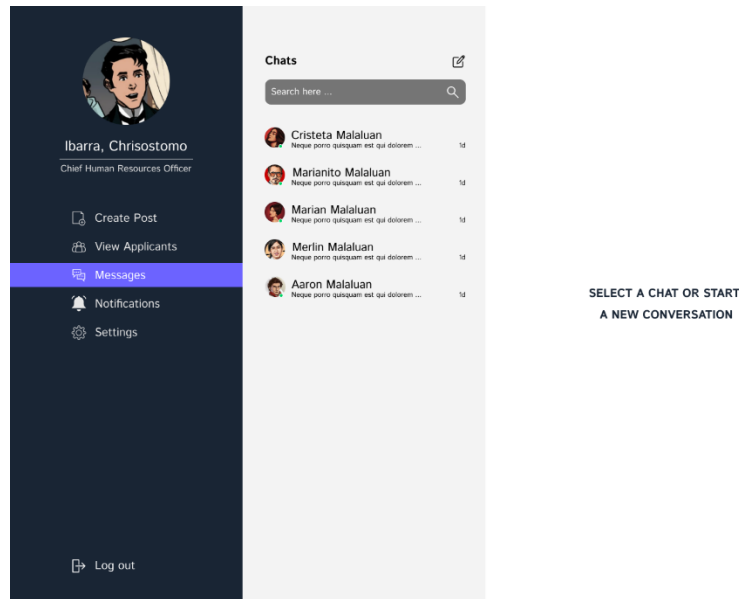 Ibarra, Chrisostomo
Chief Human Resources Officer
Create Post
View Applicants
Messages
Notifications
Settings
Log out
Chats
Search here ...
Cristeta Malaluan
Neque porro quisquam est qui dolorem ... 1d
Marianito Malaluan
Neque porro quisquam est qui dolorem ... 1d
Marian Malaluan
Neque porro quisquam est qui dolorem ... 1d
Merlin Malaluan
Neque porro quisquam est qui dolorem ... 1d
Aaron Malaluan
Neque porro quisquam est qui dolorem ... 1d
SELECT A CHAT OR START
A NEW CONVERSATION